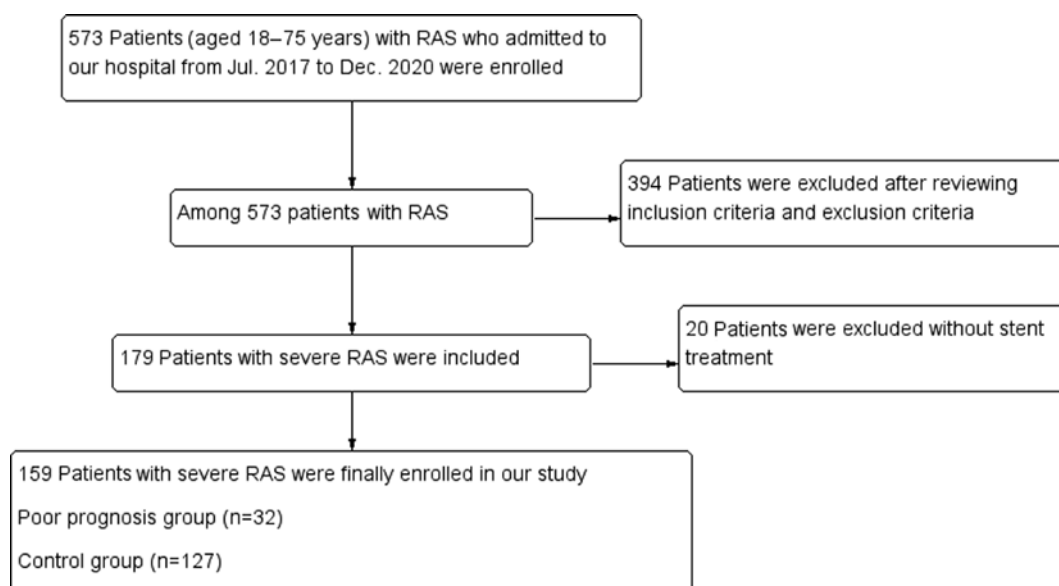 573 Patients (aged 18–75 years) with RAS who admitted to
our hospital from Jul. 2017 to Dec. 2020 were enrolled
Among 573 patients with RAS
394 Patients were excluded after reviewing
inclusion criteria and exclusion criteria
179 Patients with severe RAS were included
20 Patients were excluded without stent
treatment
159 Patients with severe RAS were finally enrolled in our study
Poor prognosis group (n=32)
Control group (n=127)